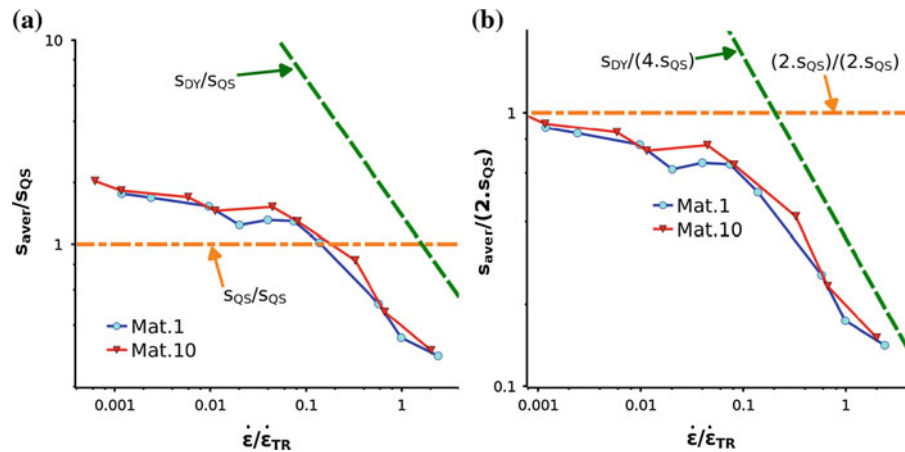 (a)
10
s_DY/s_QS
s_aver/s_QS
1
s_QS/s_QS
Mat.1
Mat.10
0.001 0.01 0.1 1
ε̇/ε̇_TR
(b)
s_DY/(4.s_QS)
(2.s_QS)/(2.s_QS)
1
s_aver/(2.s_QS)
Mat.1
Mat.10
0.1
0.001 0.01 0.1 1
ε̇/ε̇_TR